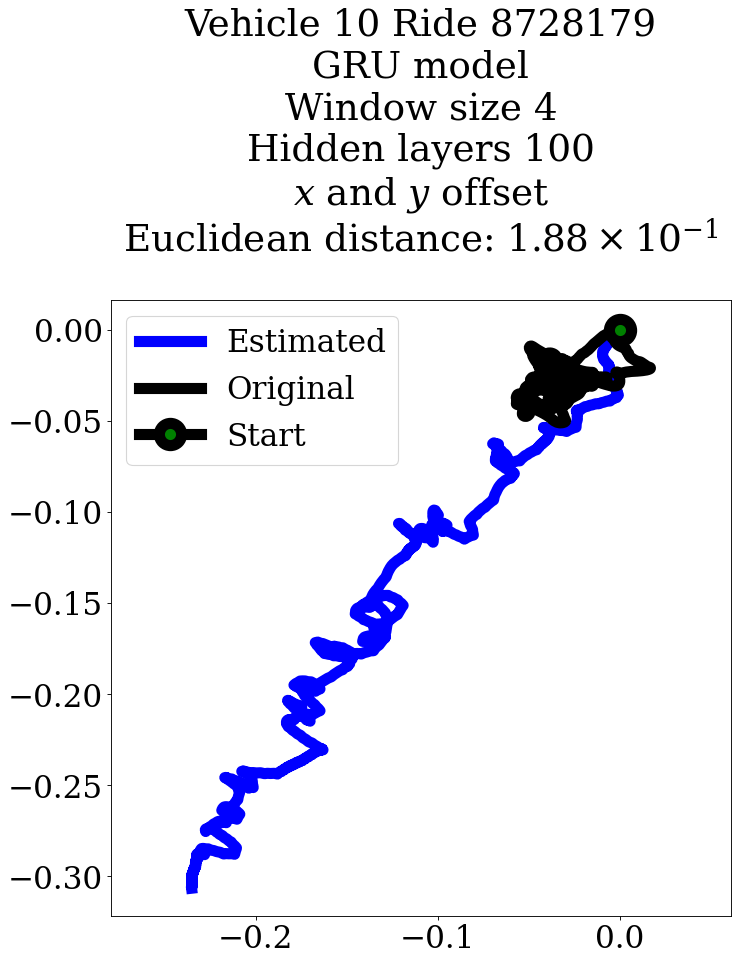 Vehicle 10 Ride 8728179
GRU model
Window size 4
Hidden layers 100
x and y offset
Euclidean distance: 1.88 × 10⁻¹
Estimated
Original
Start
0.00
−0.05
−0.10
−0.15
−0.20
−0.25
−0.30
−0.2
−0.1
0.0